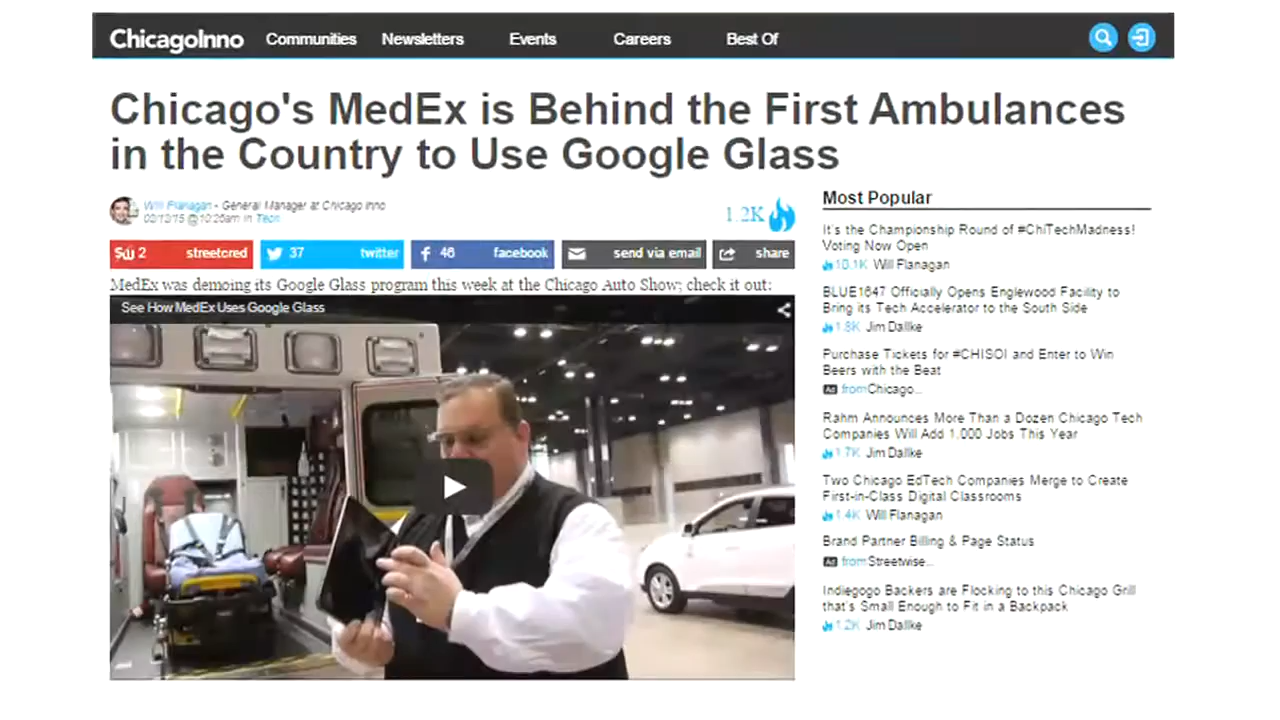 ChicagoInno Communities Newsletters Events Careers Best Of
Chicago's MedEx is Behind the First Ambulances
in the Country to Use Google Glass
Will Flanagan - General Manager at Chicago Inno
in Tech
1.2K
2 streetcred 37 twitter 46 facebook send via email share
MedEx was demoing its Google Glass program this week at the Chicago Auto Show; check it out:
See How MedEx Uses Google Glass
Most Popular
It's the Championship Round of #ChiTechMadness!
Voting Now Open
10.1K Will Flanagan
BLUE1647 Officially Opens Englewood Facility to
Bring its Tech Accelerator to the South Side
1.8K Jim Dallke
Purchase Tickets for #CHISOI and Enter to Win
Beers with the Beat
Ad from Chicago...
Rahm Announces More Than a Dozen Chicago Tech
Companies Will Add 1,000 Jobs This Year
1.7K Jim Dallke
Two Chicago EdTech Companies Merge to Create
First-in-Class Digital Classrooms
1.4K Will Flanagan
Brand Partner Billing & Page Status
Ad from Streetwise...
Indiegogo Backers are Flocking to this Chicago Grill
that's Small Enough to Fit in a Backpack
1.2K Jim Dallke